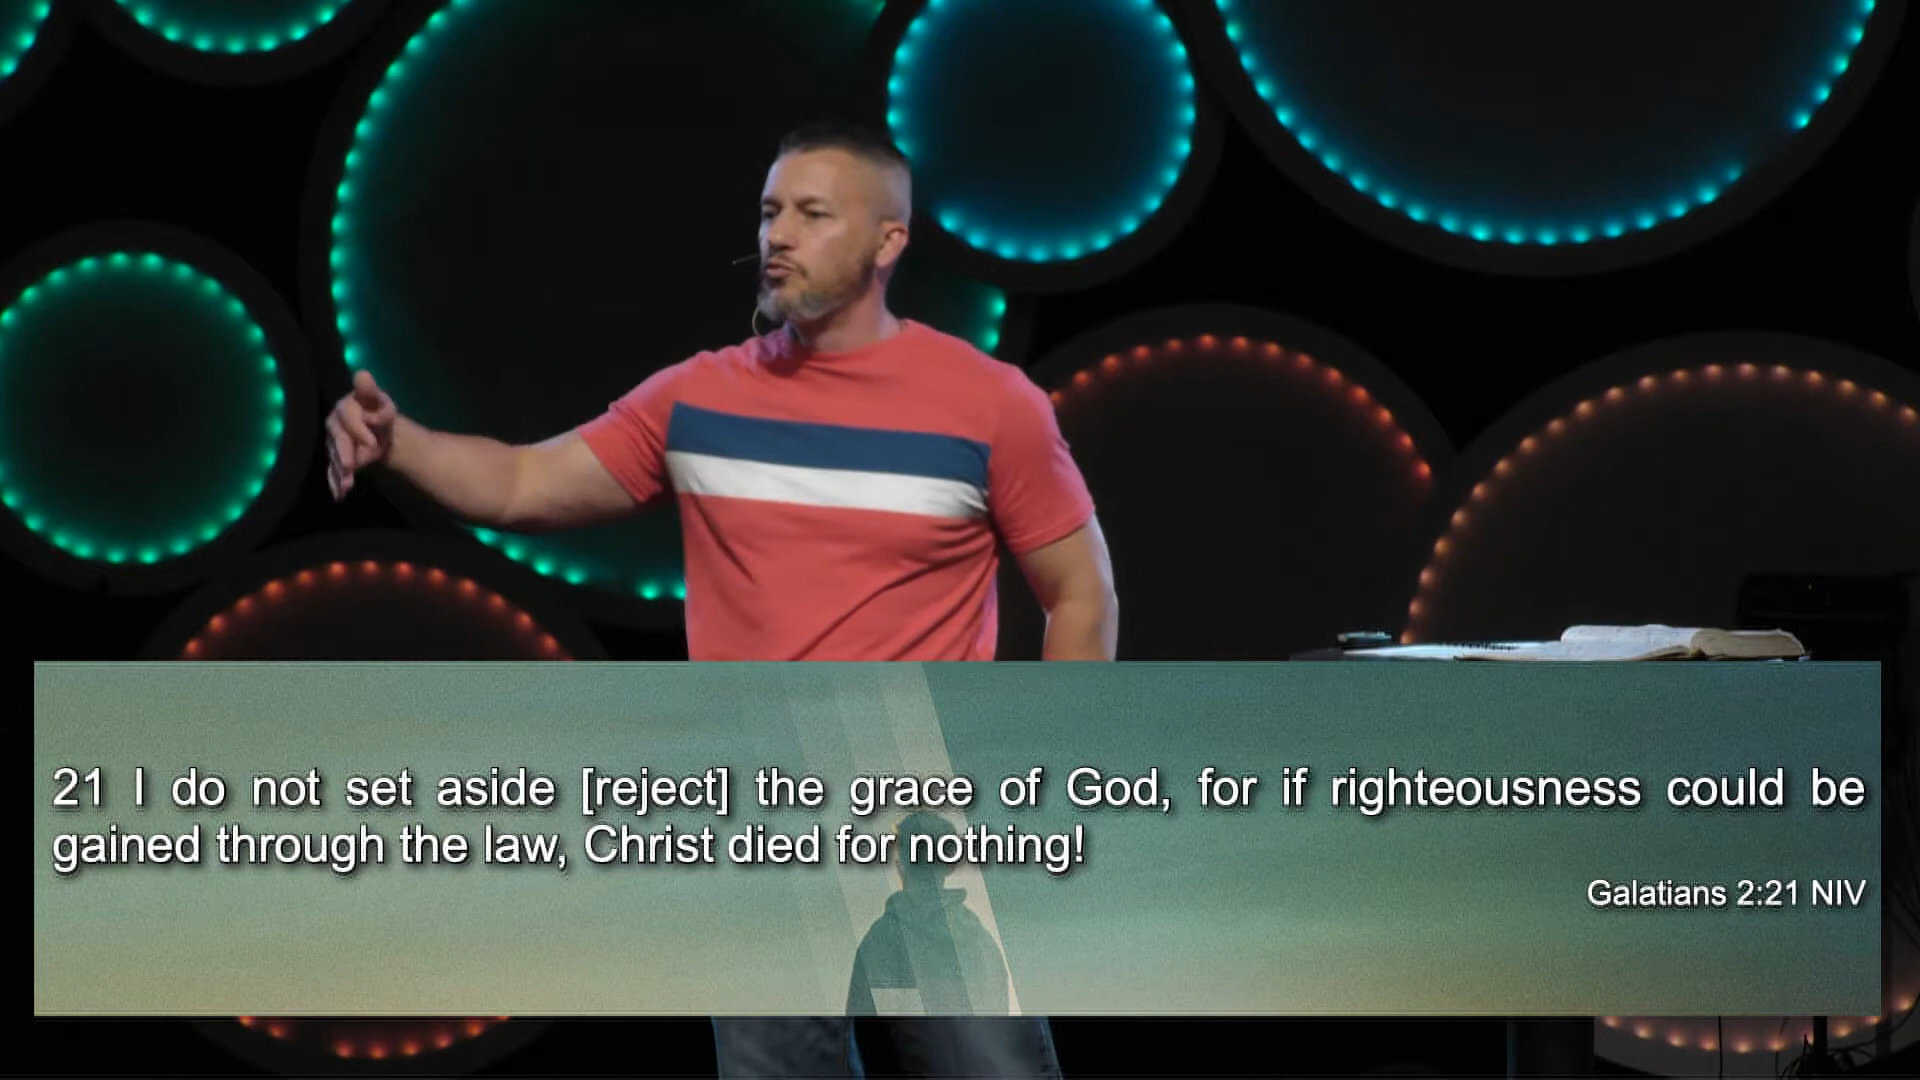 21 I do not set aside [reject] the grace of God, for if righteousness could be
gained through the law, Christ died for nothing!
Galatians 2:21 NIV